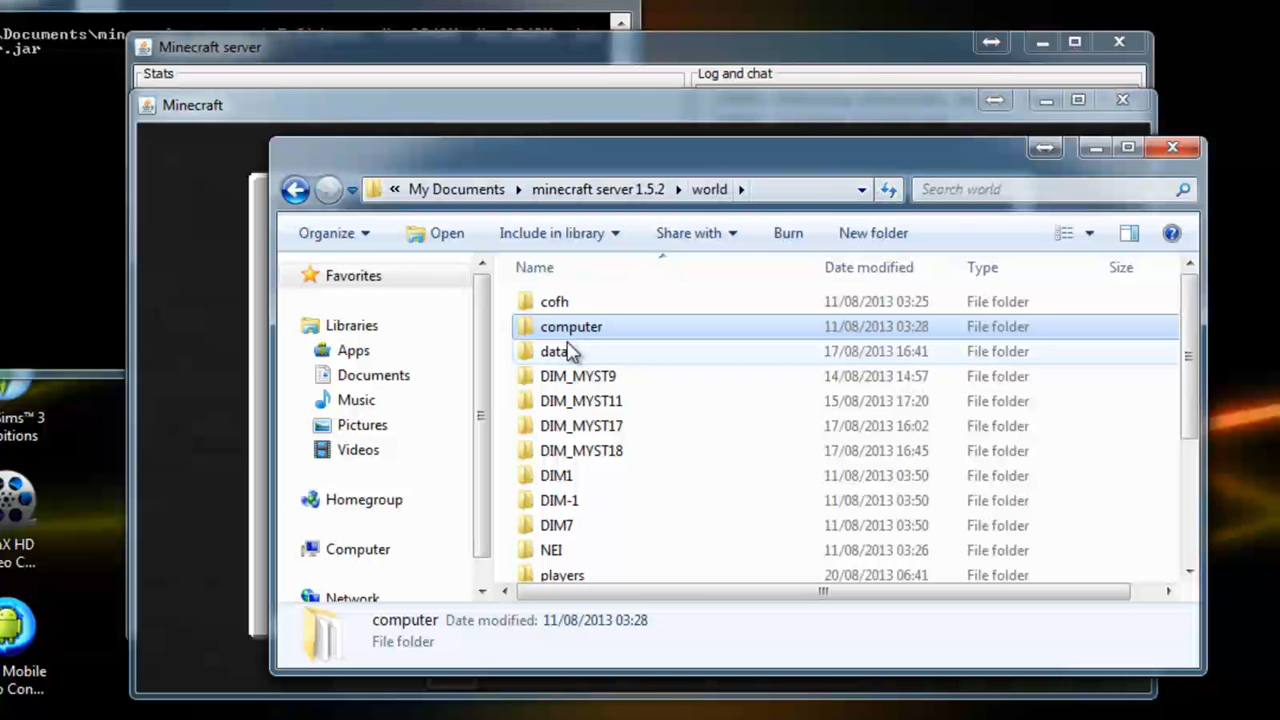 \Documents\min
r.jar
Minecraft server
Stats
Log and chat
Minecraft
« My Documents minecraft server 1.5.2 world
Search world
Organize Open Include in library Share with Burn New folder
Name Date modified Type Size
Favorites
Libraries
Apps
Documents
Music
Pictures
Videos
Homegroup
Computer
Network
cofh 11/08/2013 03:25 File folder
computer 11/08/2013 03:28 File folder
data 17/08/2013 16:41 File folder
DIM_MYST9 14/08/2013 14:57 File folder
DIM_MYST11 15/08/2013 17:20 File folder
DIM_MYST17 17/08/2013 16:02 File folder
DIM_MYST18 17/08/2013 16:45 File folder
DIM1 11/08/2013 03:50 File folder
DIM-1 11/08/2013 03:50 File folder
DIM7 11/08/2013 03:50 File folder
NEI 11/08/2013 03:26 File folder
players 20/08/2013 06:41 File folder
computer Date modified: 11/08/2013 03:28
File folder
ims™ 3
bitions
X HD
eo C...
Mobile
o Con...